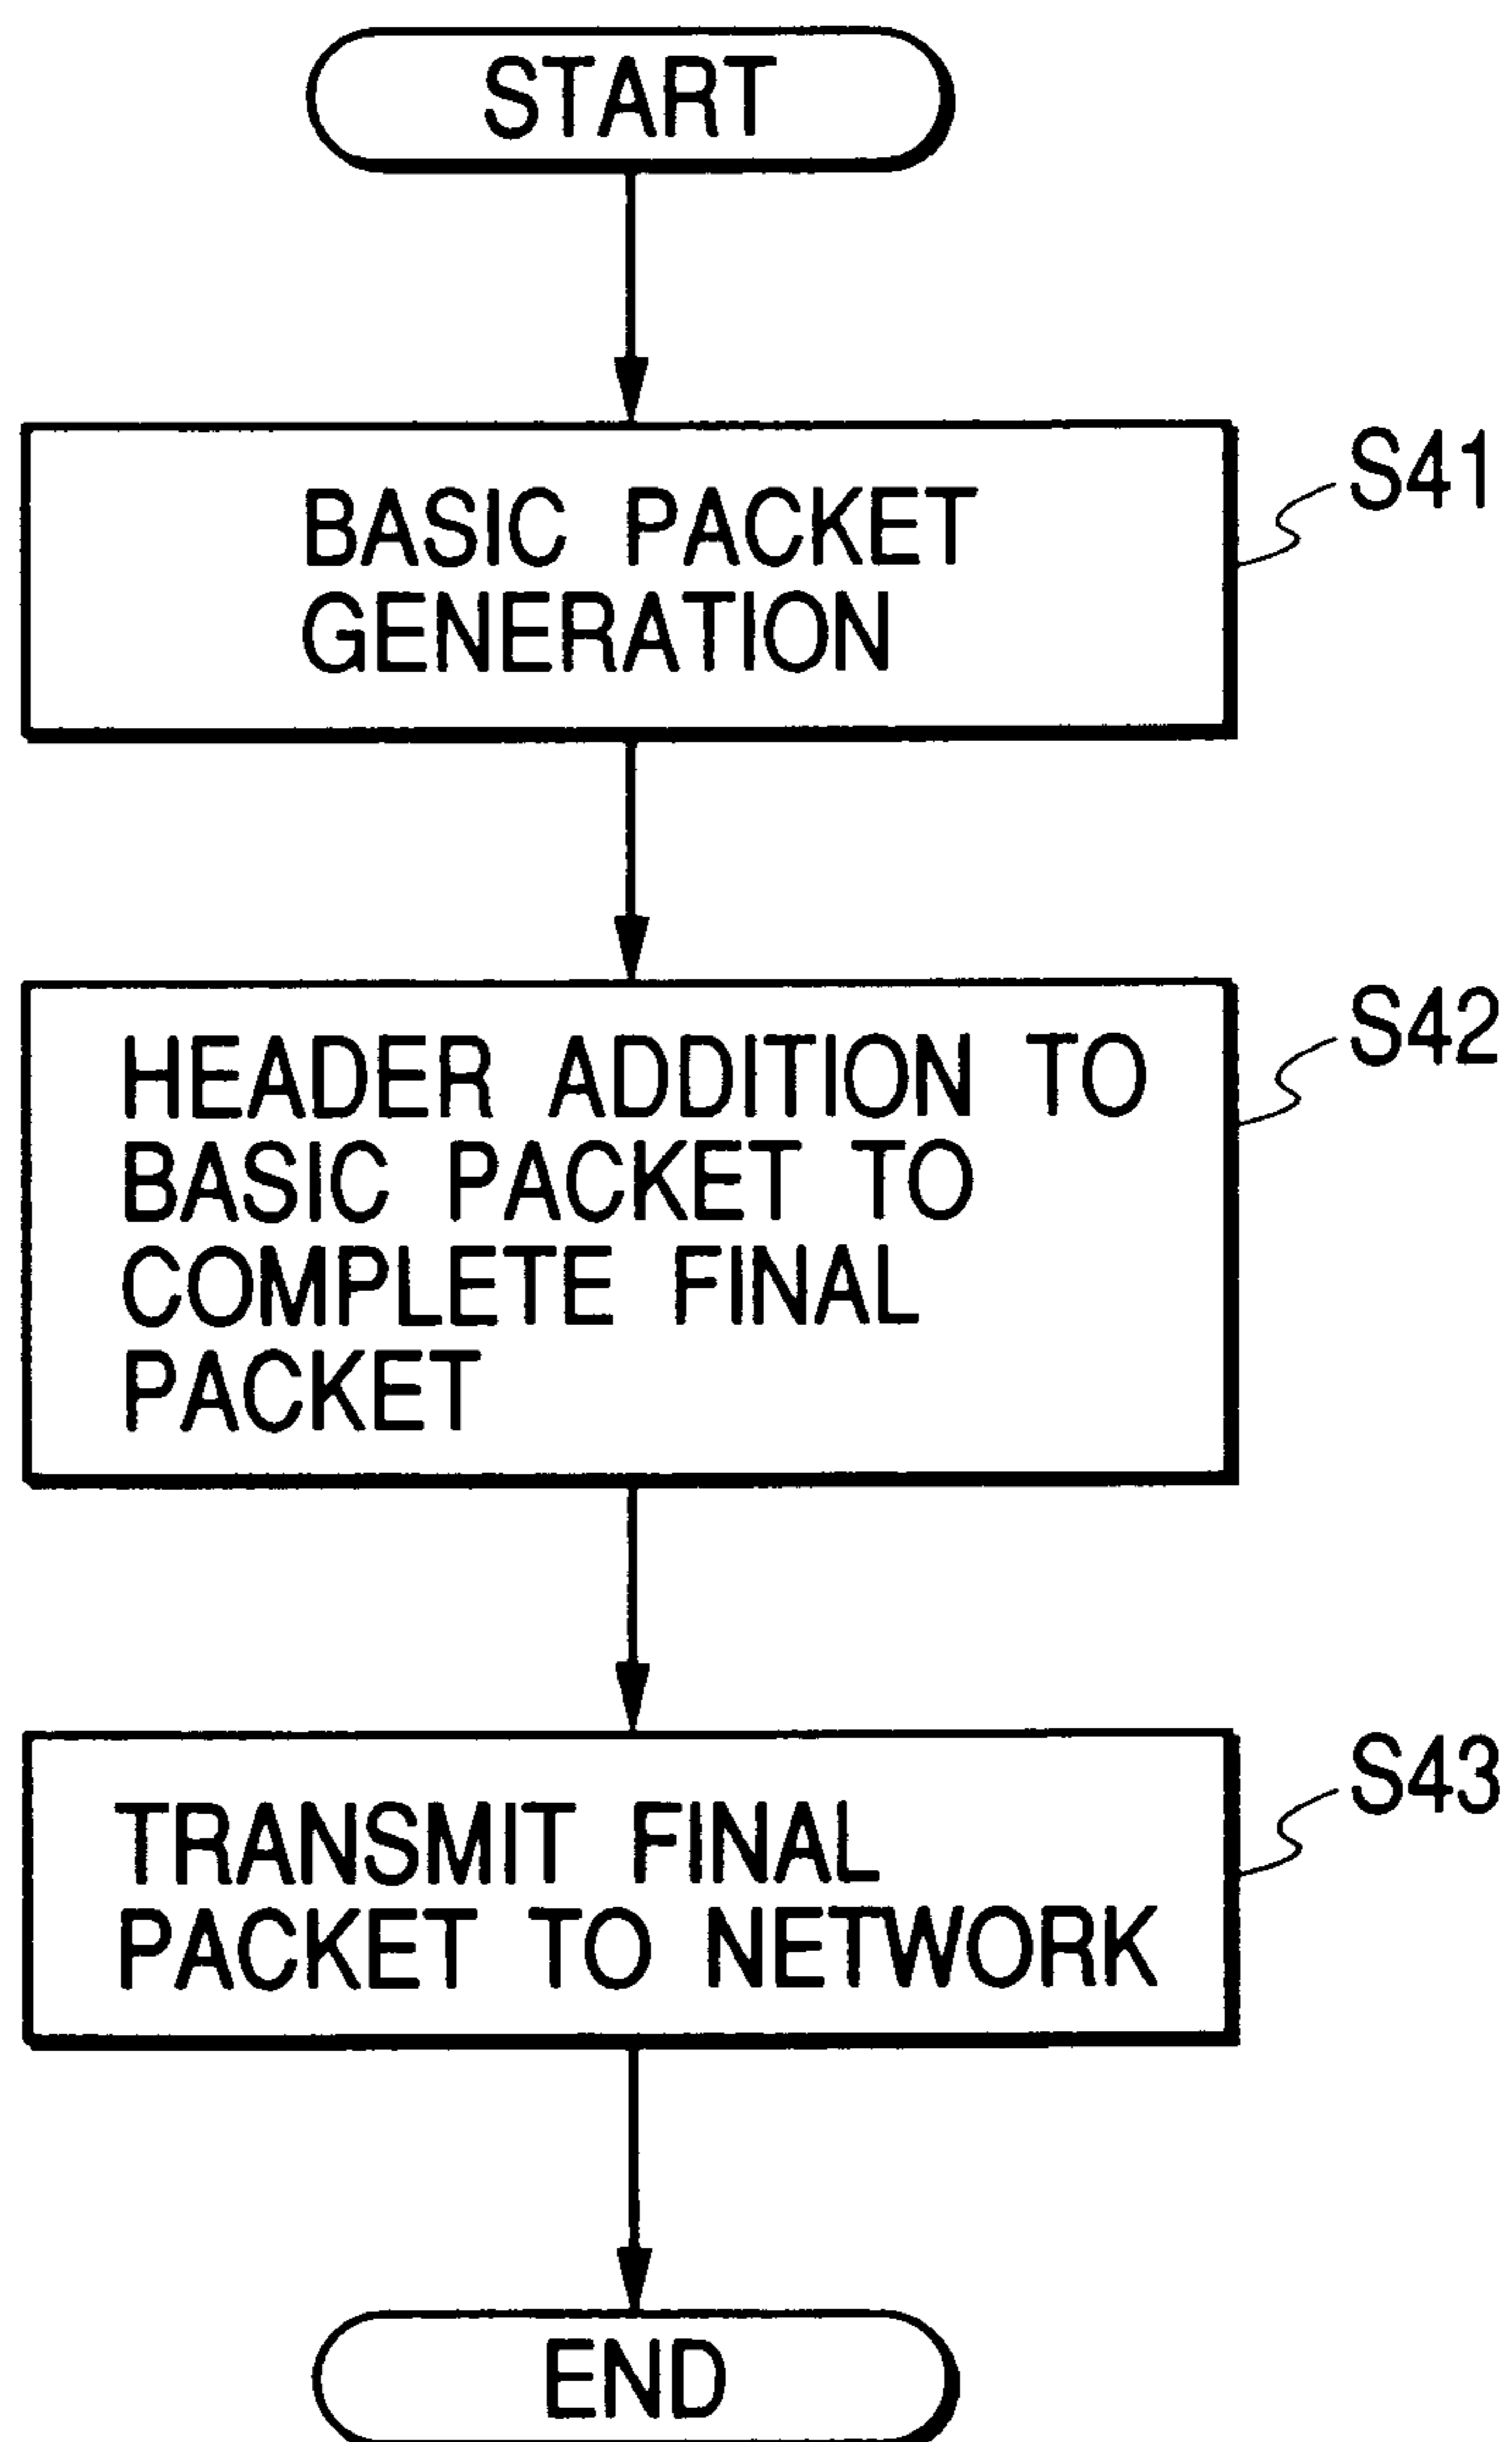 START
BASIC PACKET
GENERATION
S41
HEADER ADDITION TO
BASIC PACKET TO
COMPLETE FINAL
PACKET
S42
TRANSMIT FINAL
PACKET TO NETWORK
S43
END